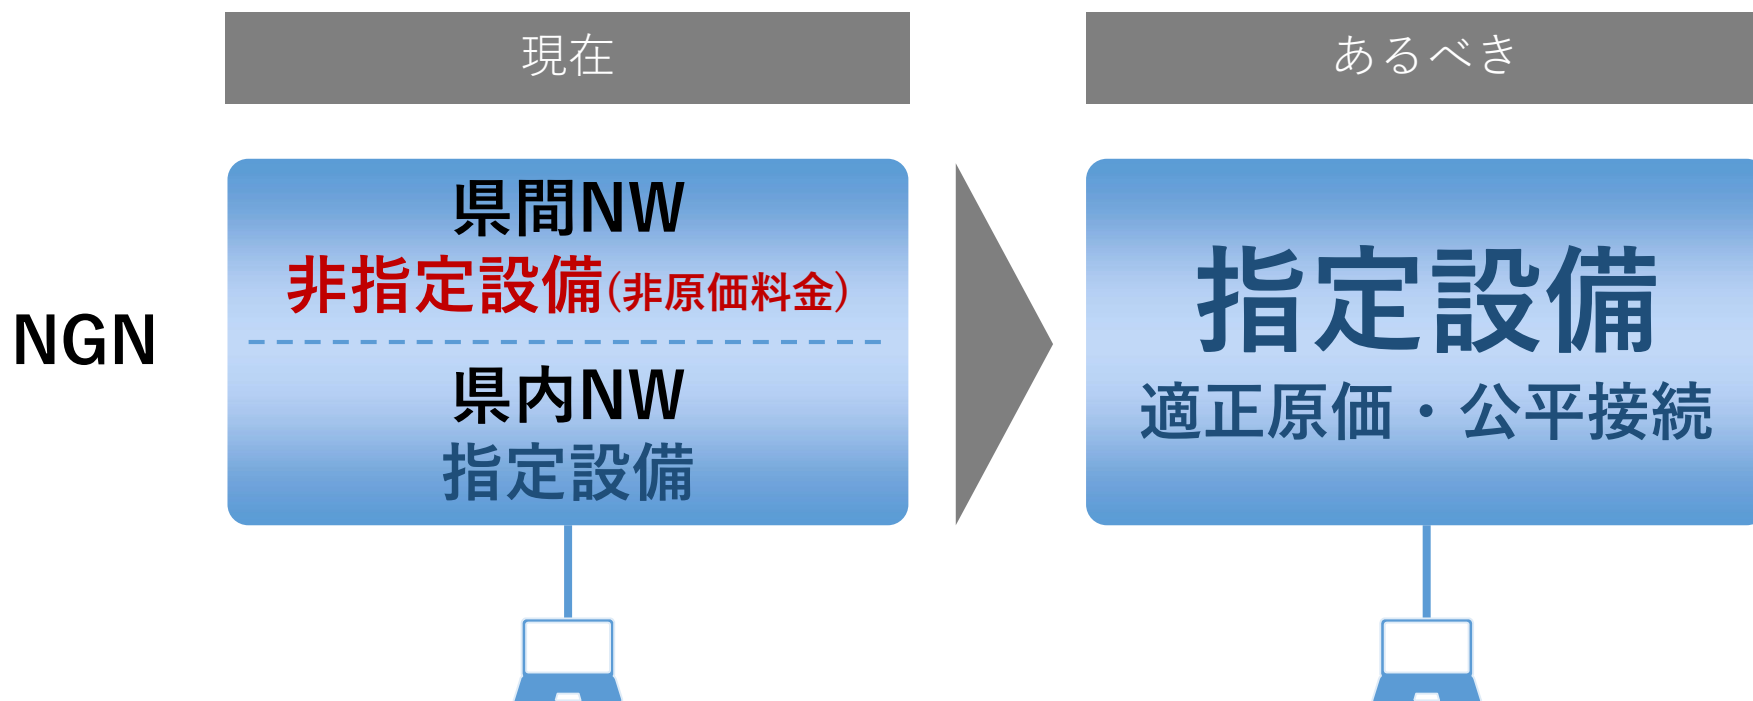 現在
あるべき
NGN
県間NW
非指定設備(非原価料金)
県内NW
指定設備
指定設備
適正原価・公平接続